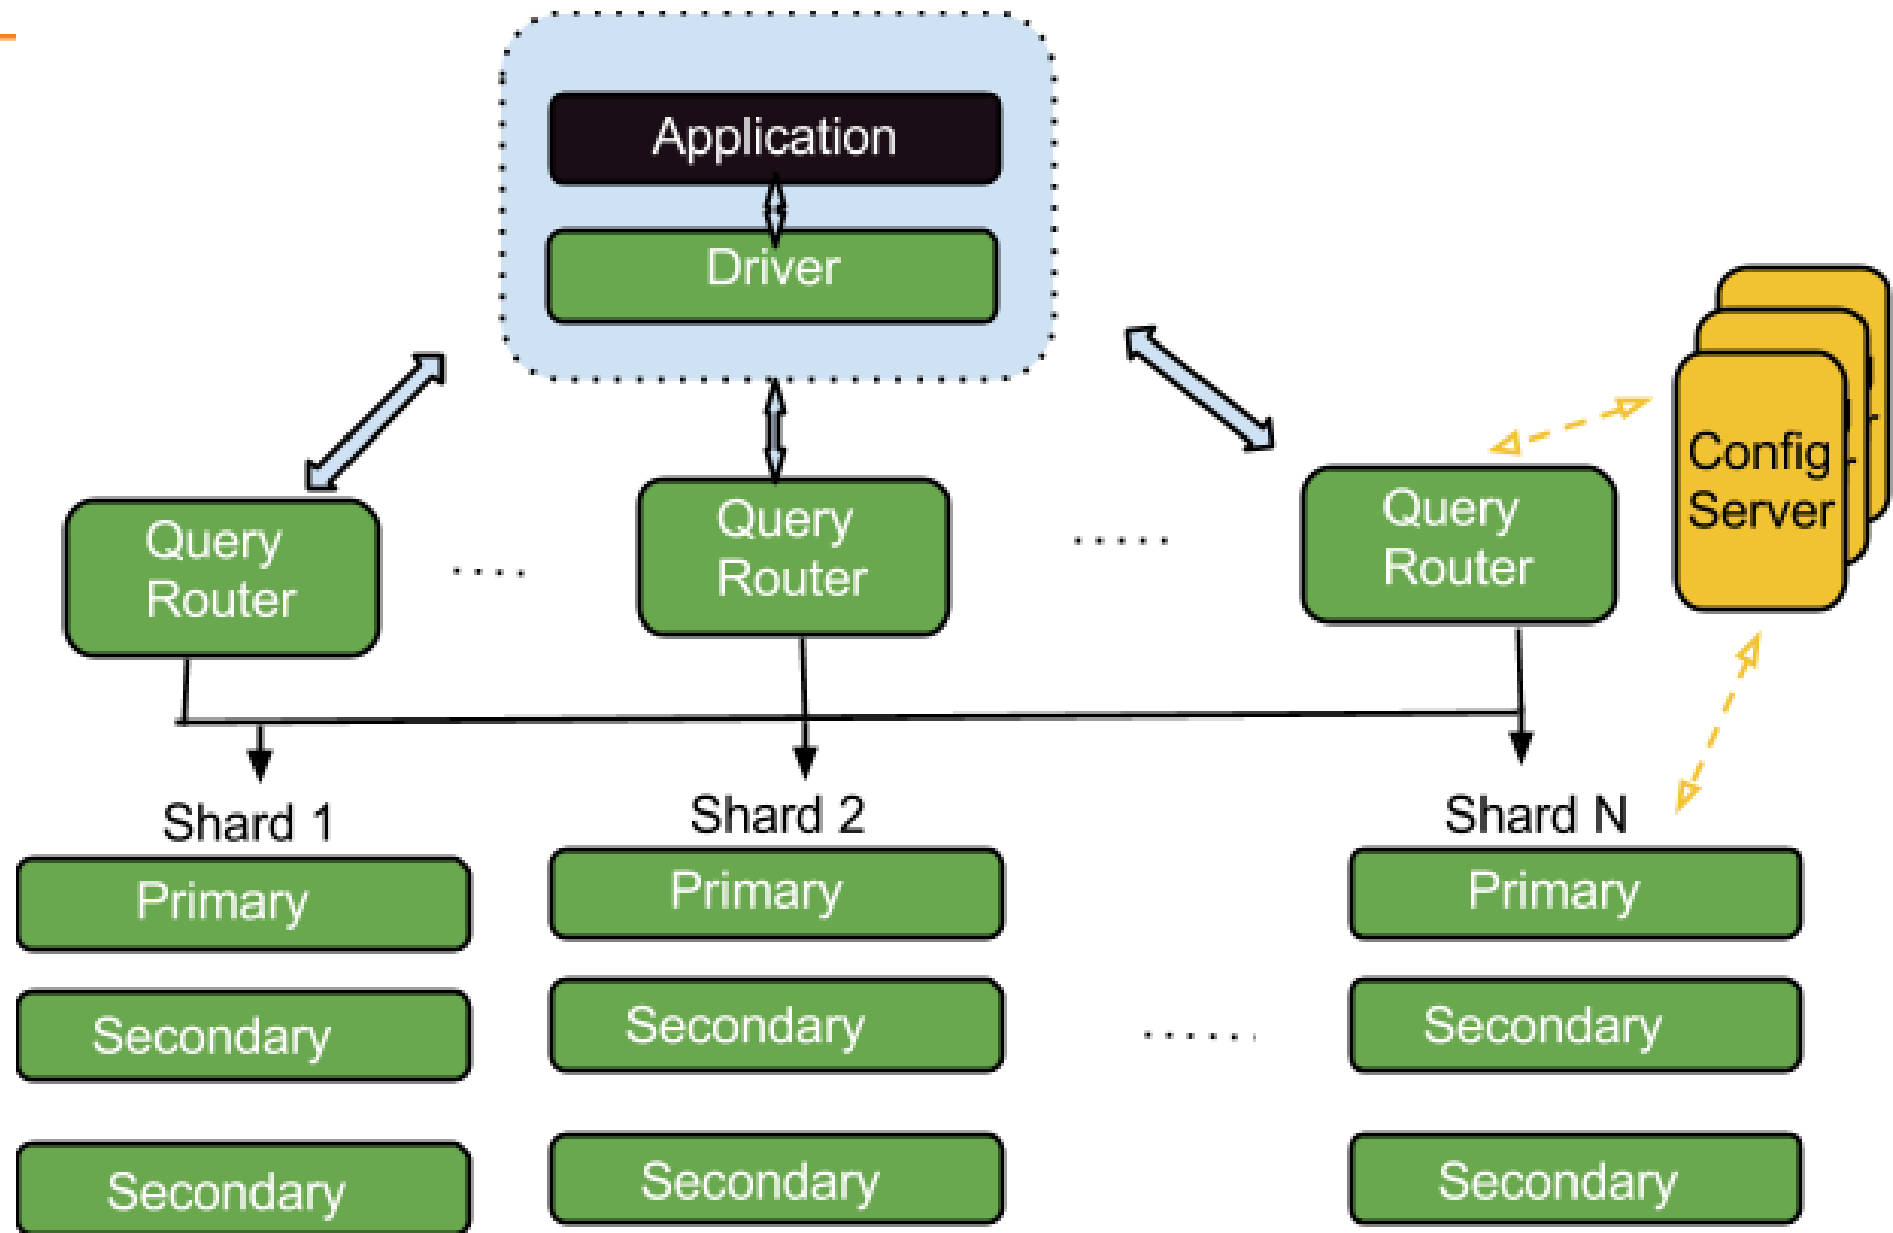 Application
Driver
Config
Server
Query
Router
Query
Router
Query
Router
Shard 1
Shard 2
Shard N
Primary
Primary
Primary
Secondary
Secondary
Secondary
Secondary
Secondary
Secondary